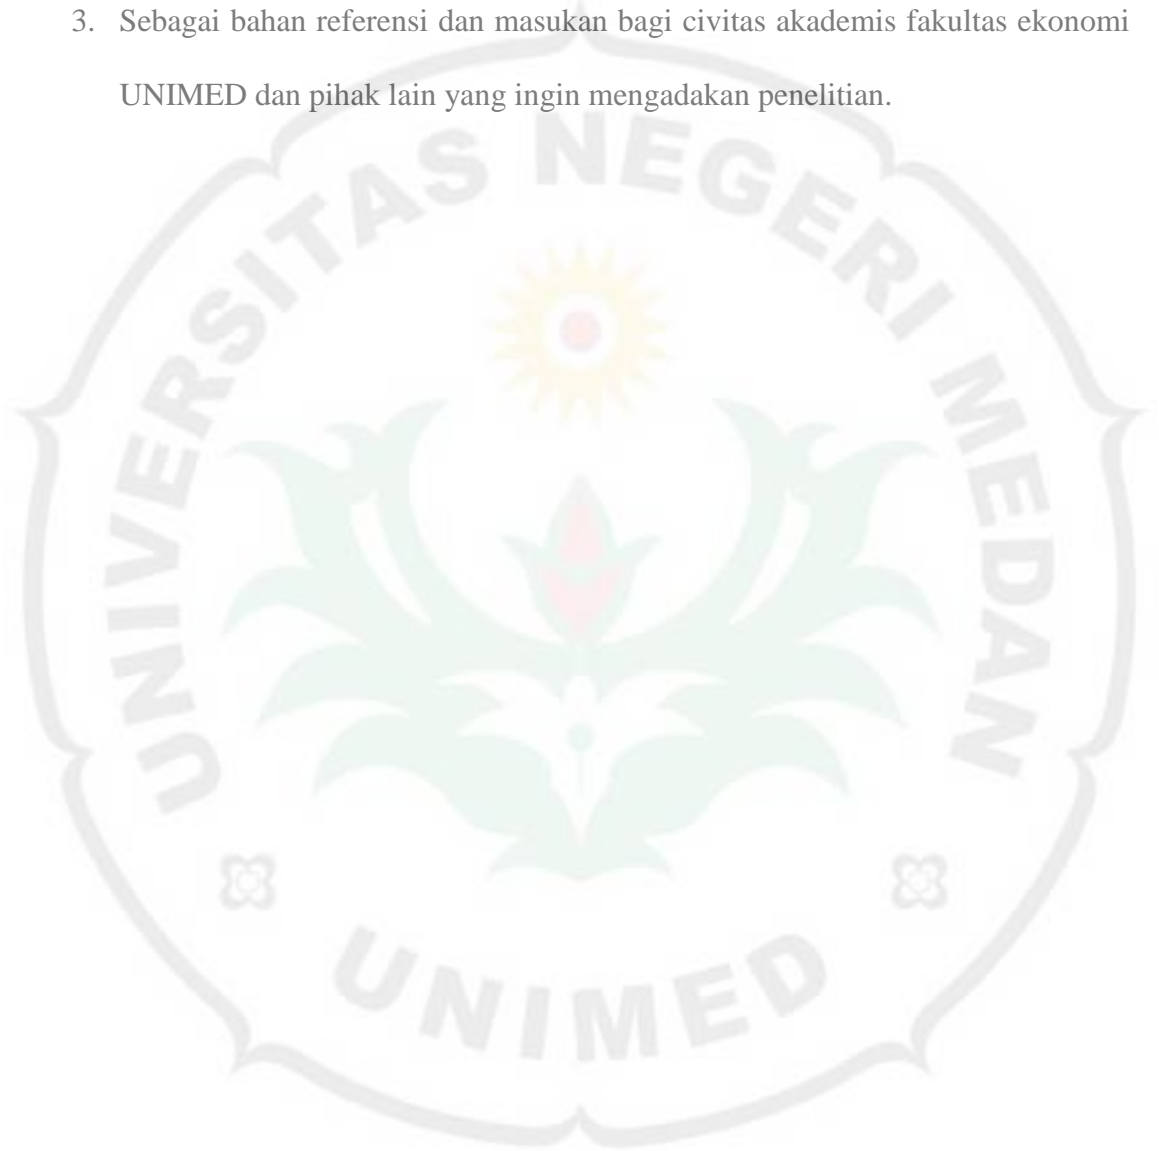 3. Sebagai bahan referensi dan masukan bagi civitas akademis fakultas ekonomi
UNIMED dan pihak lain yang ingin mengadakan penelitian.
UNIVERSITAS NEGERI MEDAN
UNIMED